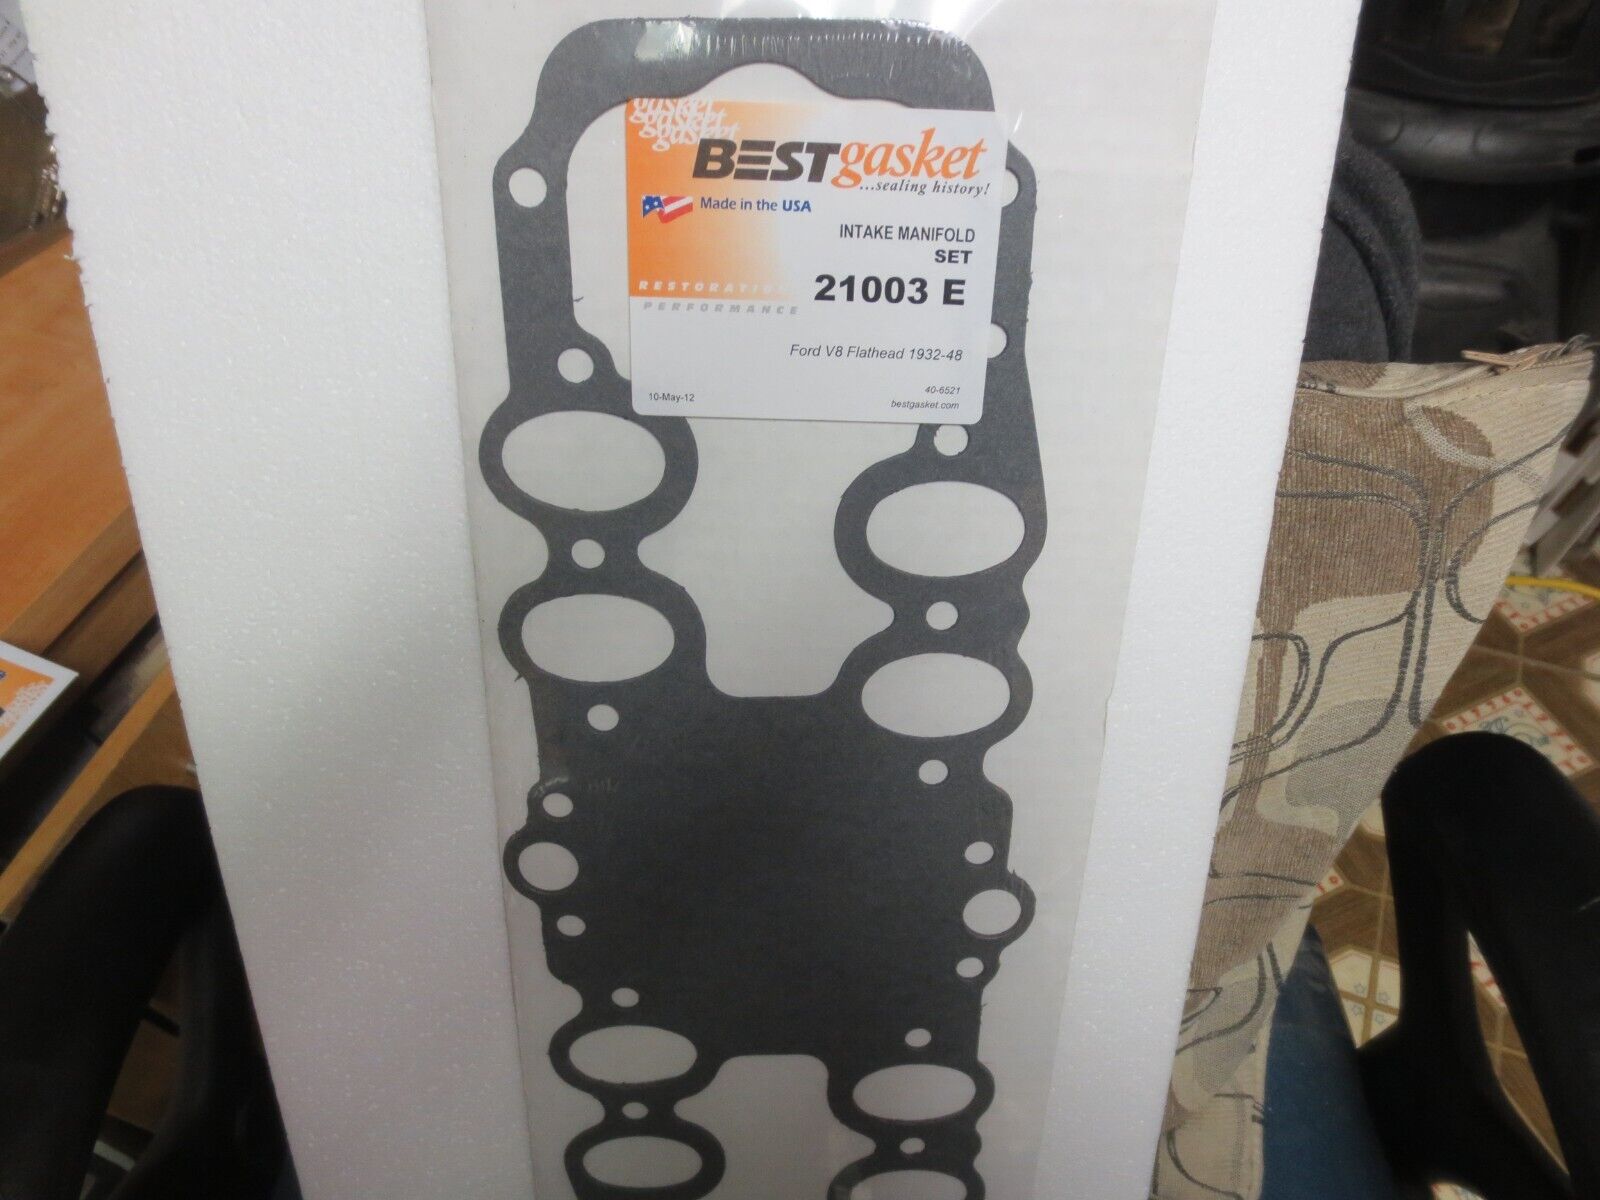 gasket
gasket
gasket
gasket
BESTgasket
...sealing history!
Made in the USA
INTAKE MANIFOLD
SET
21003 E
RESTORATION
PERFORMANCE
Ford V8 Flathead 1932-48
40-6521
10-May-12
bestgasket.com